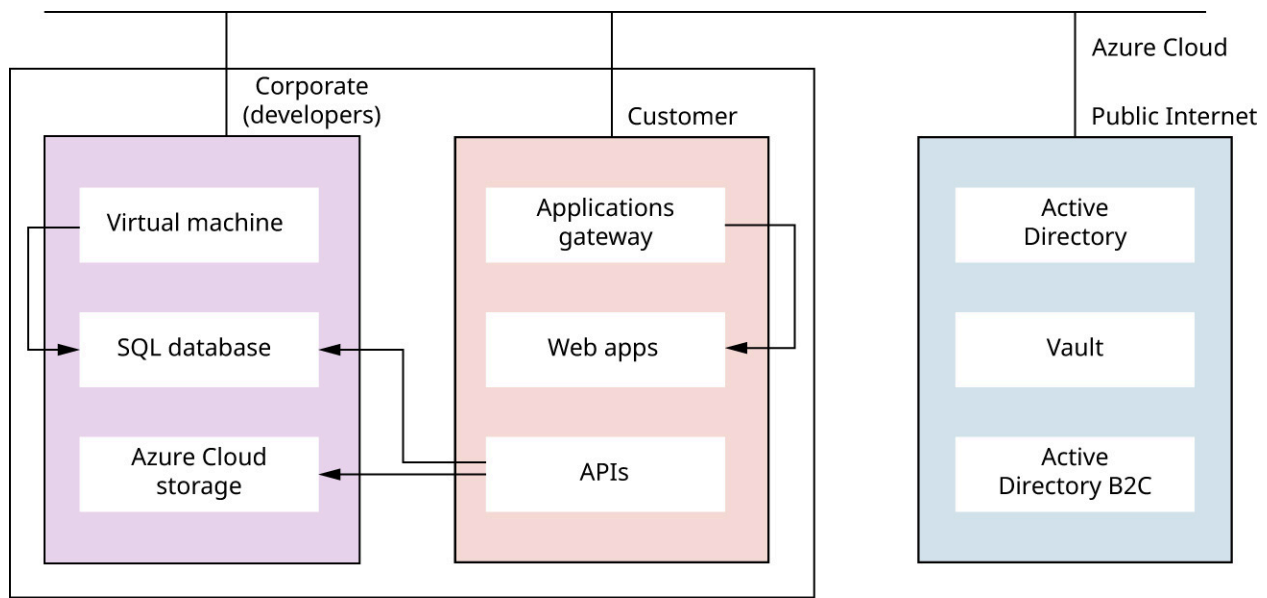 Azure Cloud
Corporate
(developers)
Customer
Public Internet
Virtual machine
SQL database
Azure Cloud
storage
Applications
gateway
Web apps
APIs
Active
Directory
Vault
Active
Directory B2C